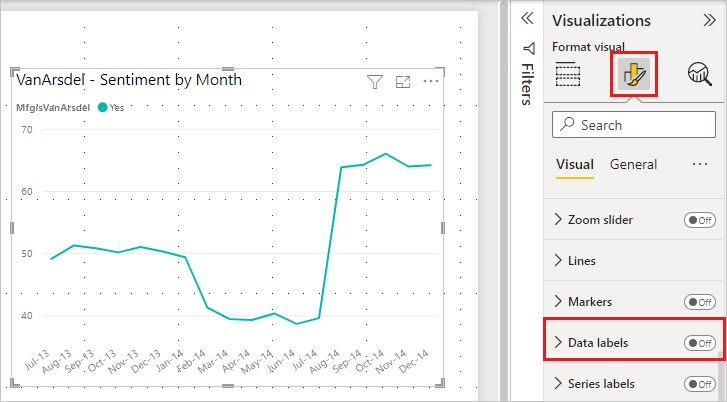 VanArsdel - Sentiment by Month
MfgIsVanArsdel Yes
70
60
50
40
Jul-13
Aug-13
Sep-13
Oct-13
Nov-13
Dec-13
Jan-14
Feb-14
Mar-14
Apr-14
May-14
Jun-14
Jul-14
Aug-14
Sep-14
Oct-14
Nov-14
Dec-14
Filters
Visualizations
Format visual
Search
Visual General
Zoom slider Off
Lines
Markers Off
Data labels Off
Series labels Off